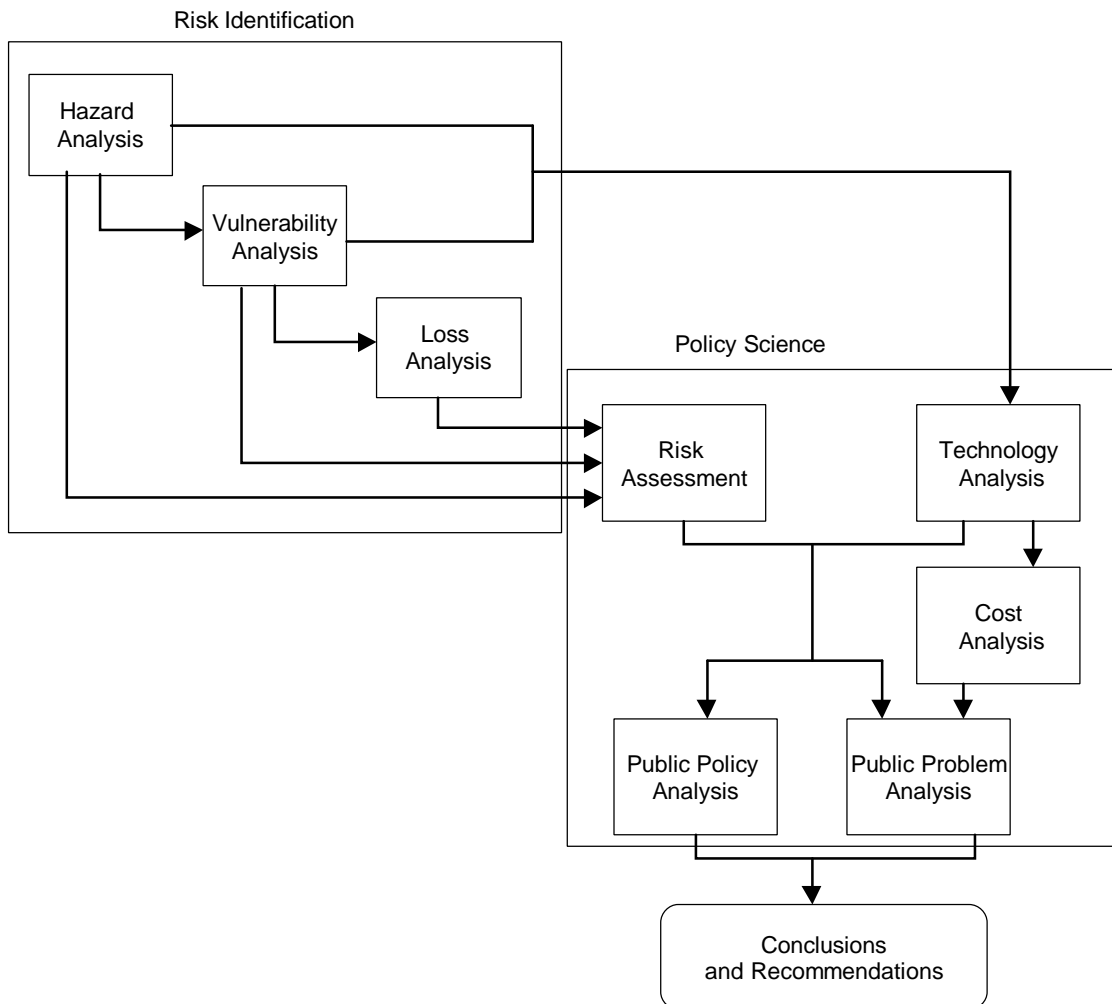 Risk Identification
Hazard
Analysis
Vulnerability
Analysis
Loss
Analysis
Policy Science
Risk
Assessment
Technology
Analysis
Cost
Analysis
Public Policy
Analysis
Public Problem
Analysis
Conclusions
and Recommendations